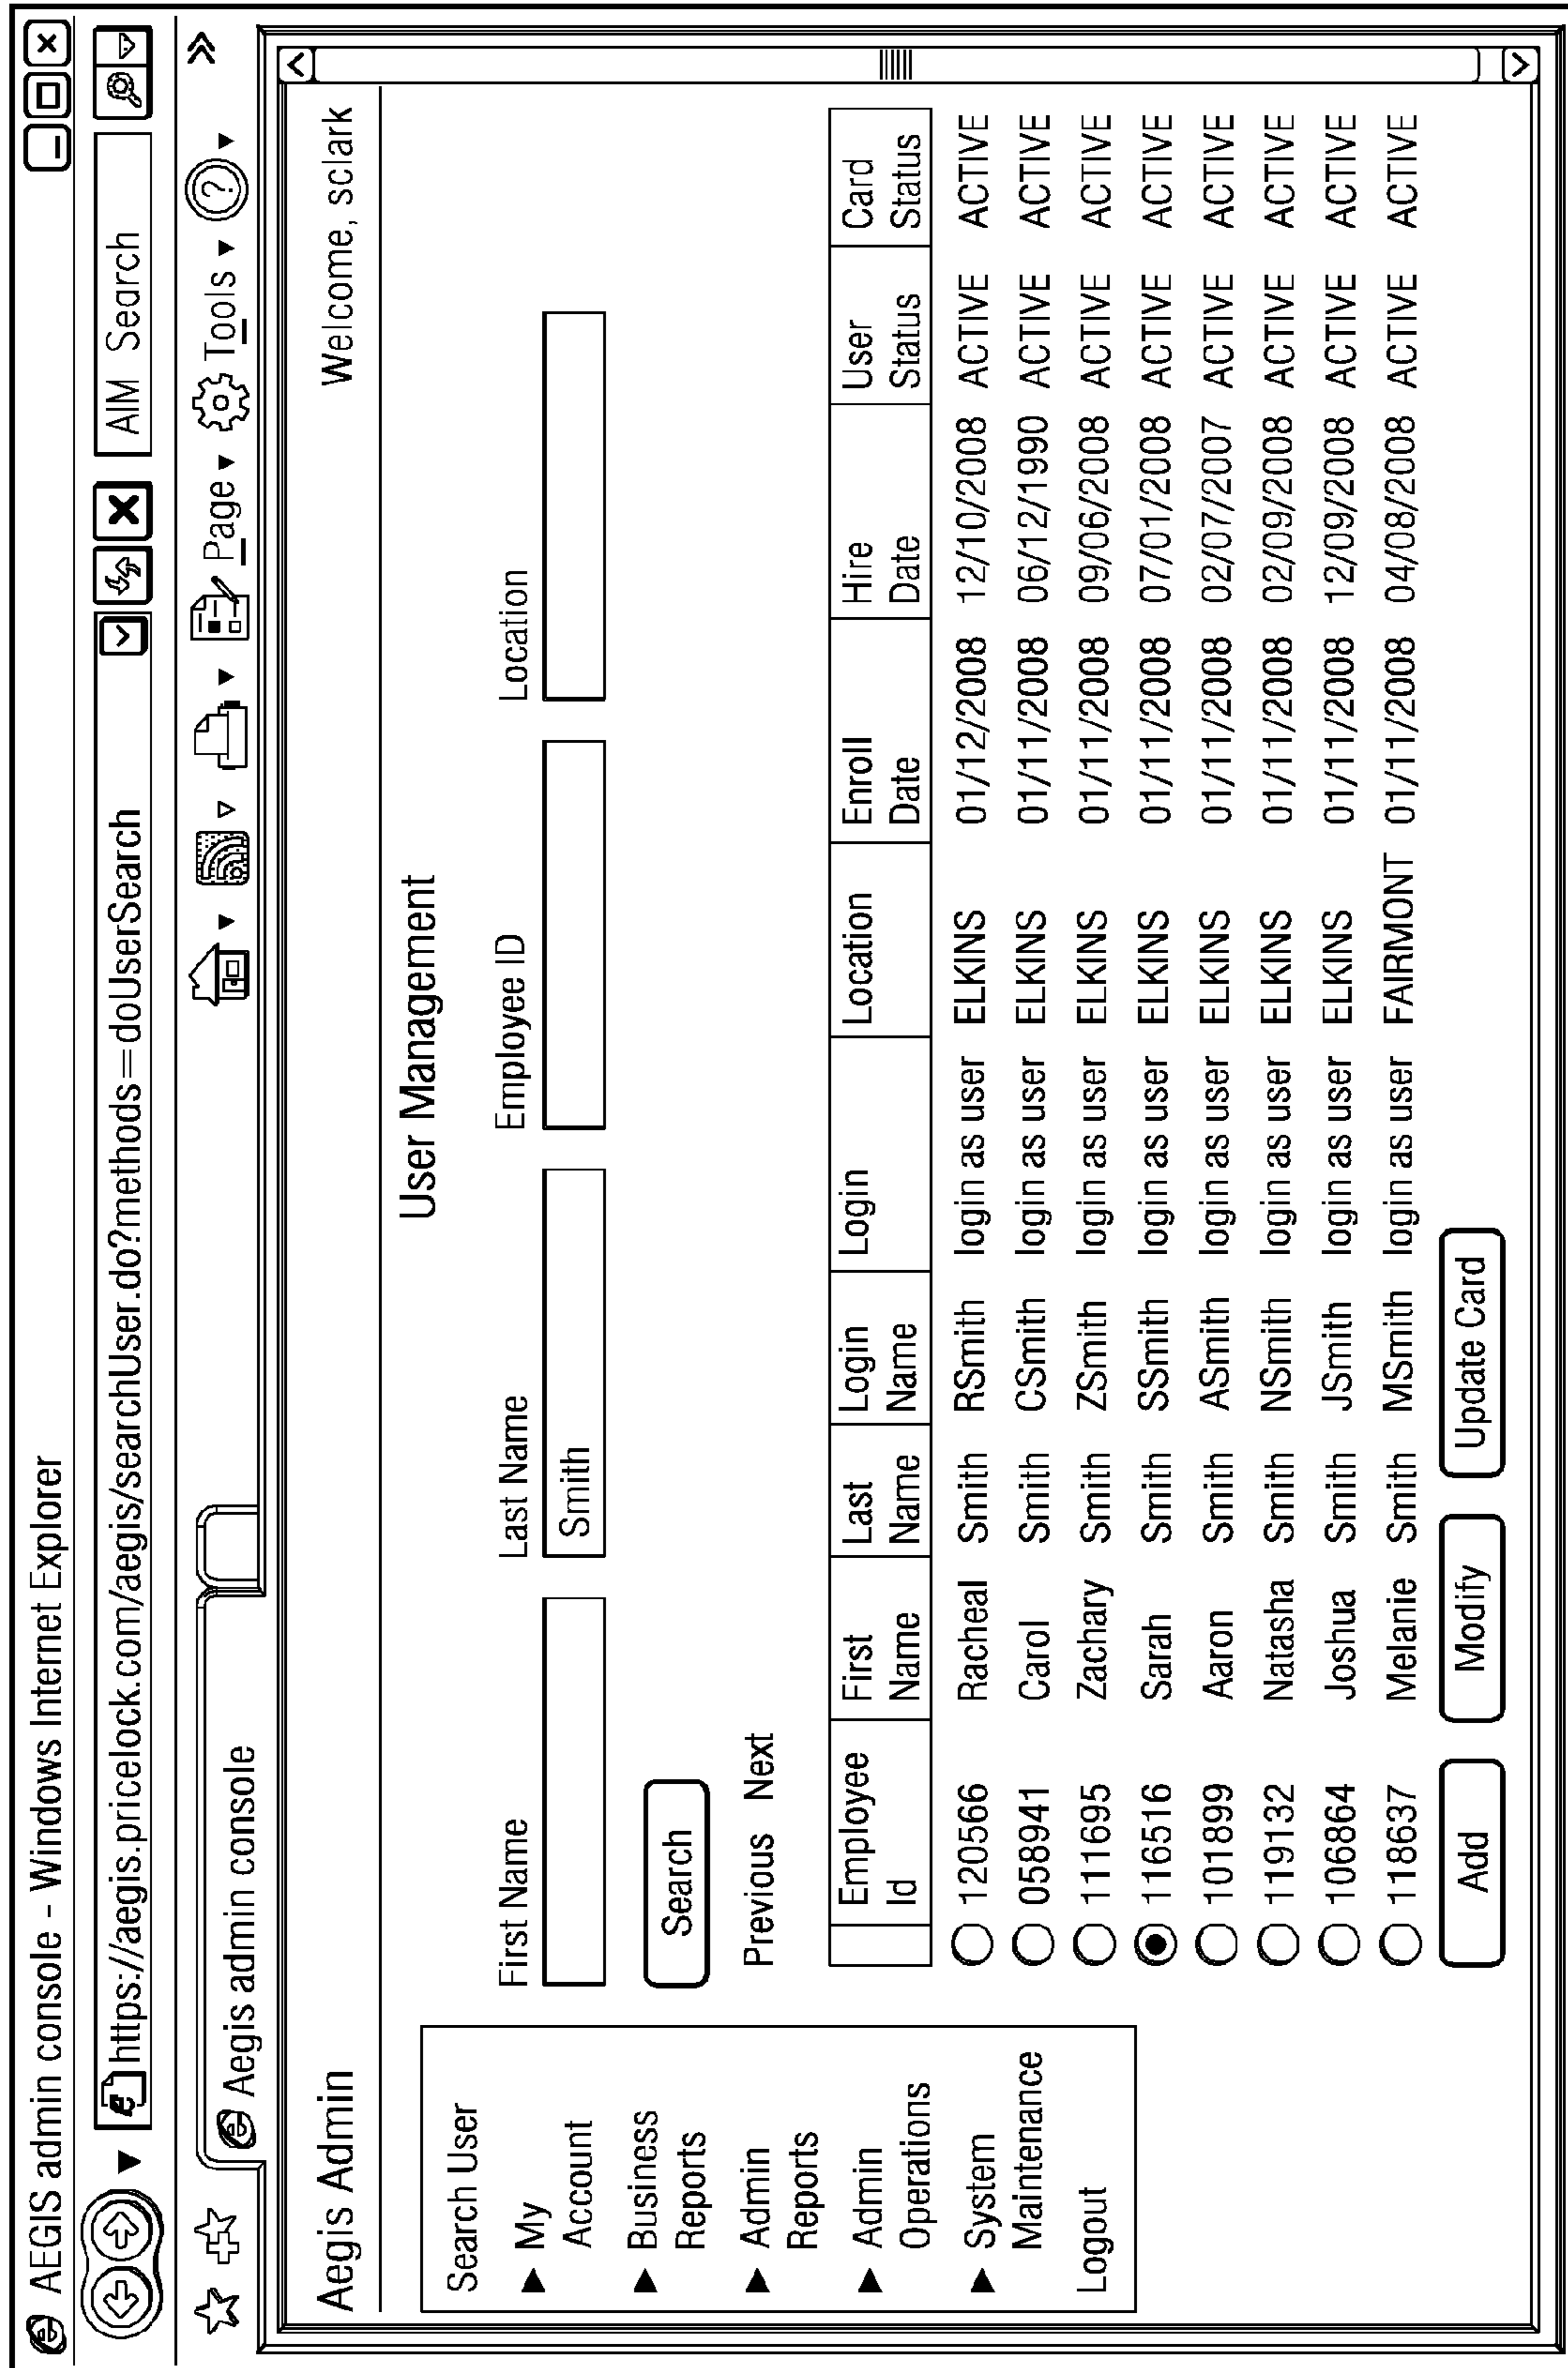 AEGIS admin console - Windows Internet Explorer
https://aegis.pricelock.com/aegis/searchUser.do?methods=doUserSearch
AIM Search
Aegis admin console
Page Tools ?
Aegis Admin
Welcome, sclark
Search User
My
Account
Business
Reports
Admin
Reports
Admin
Operations
System
Maintenance
Logout
User Management
First Name Last Name Employee ID Location
Smith
Search
Previous Next
Employee Id First Name Last Name Login Name Login Location Enroll Date Hire Date User Status Card Status
120566 Racheal Smith RSmith login as user ELKINS 01/12/2008 12/10/2008 ACTIVE ACTIVE
058941 Carol Smith CSmith login as user ELKINS 01/11/2008 06/12/1990 ACTIVE ACTIVE
111695 Zachary Smith ZSmith login as user ELKINS 01/11/2008 09/06/2008 ACTIVE ACTIVE
116516 Sarah Smith SSmith login as user ELKINS 01/11/2008 07/01/2008 ACTIVE ACTIVE
101899 Aaron Smith ASmith login as user ELKINS 01/11/2008 02/07/2007 ACTIVE ACTIVE
119132 Natasha Smith NSmith login as user ELKINS 01/11/2008 02/09/2008 ACTIVE ACTIVE
106864 Joshua Smith JSmith login as user ELKINS 01/11/2008 12/09/2008 ACTIVE ACTIVE
118637 Melanie Smith MSmith login as user FAIRMONT 01/11/2008 04/08/2008 ACTIVE ACTIVE
Add Modify Update Card